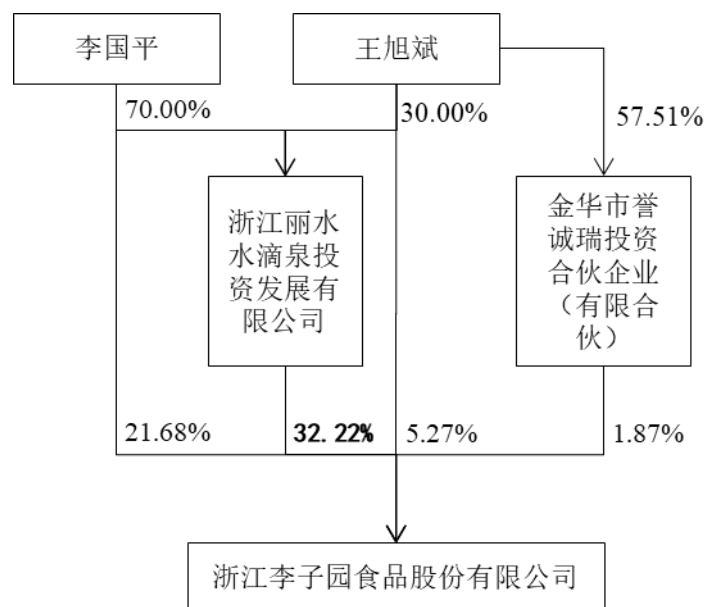 李国平
王旭斌
70.00%
30.00%
57.51%
浙江丽水
水滴泉投
资发展有
限公司
金华市誉
诚瑞投资
合伙企业
（有限合
伙）
21.68%
32.22%
5.27%
1.87%
浙江李子园食品股份有限公司